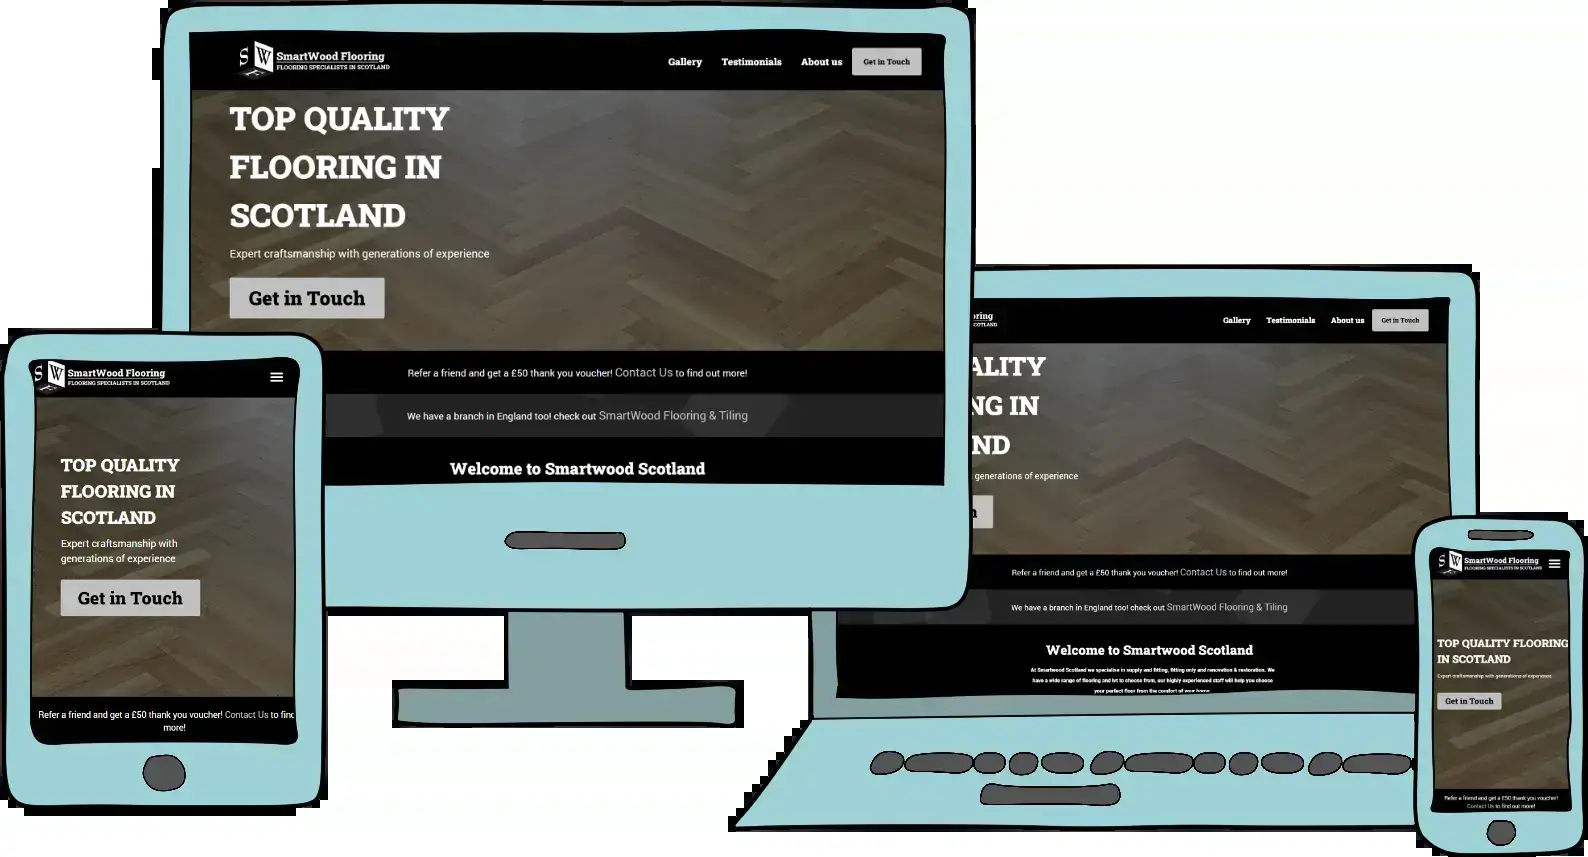 S W SmartWood Flooring
FLOORING SPECIALISTS IN SCOTLAND
Gallery Testimonials About us Get in Touch
TOP QUALITY
FLOORING IN
SCOTLAND
Expert craftsmanship with generations of experience
Get in Touch
Refer a friend and get a £50 thank you voucher! Contact Us to find out more!
We have a branch in England too! check out SmartWood Flooring & Tiling
Welcome to Smartwood Scotland
S W SmartWood Flooring
FLOORING SPECIALISTS IN SCOTLAND
TOP QUALITY
FLOORING IN
SCOTLAND
Expert craftsmanship with
generations of experience
Get in Touch
Refer a friend and get a £50 thank you voucher! Contact Us to find
more!
oring
SCOTLAND
Gallery Testimonials About us Get in Touch
ALITY
NG IN
ND
generations of experience
h
Refer a friend and get a £50 thank you voucher! Contact Us to find out more!
We have a branch in England too! check out SmartWood Flooring & Tiling
Welcome to Smartwood Scotland
At Smartwood Scotland we specialise in supply and fitting, fitting only and renovation & restoration. We
have a wide range of flooring and lvt to choose from, our highly experienced staff will help you choose
your perfect floor from the comfort of your home
S W SmartWood Flooring
FLOORING SPECIALISTS IN SCOTLAND
TOP QUALITY FLOORING
IN SCOTLAND
Expert craftsmanship with generations of experience
Get in Touch
Refer a friend and get a £50 thank you voucher!
Contact Us to find out more!